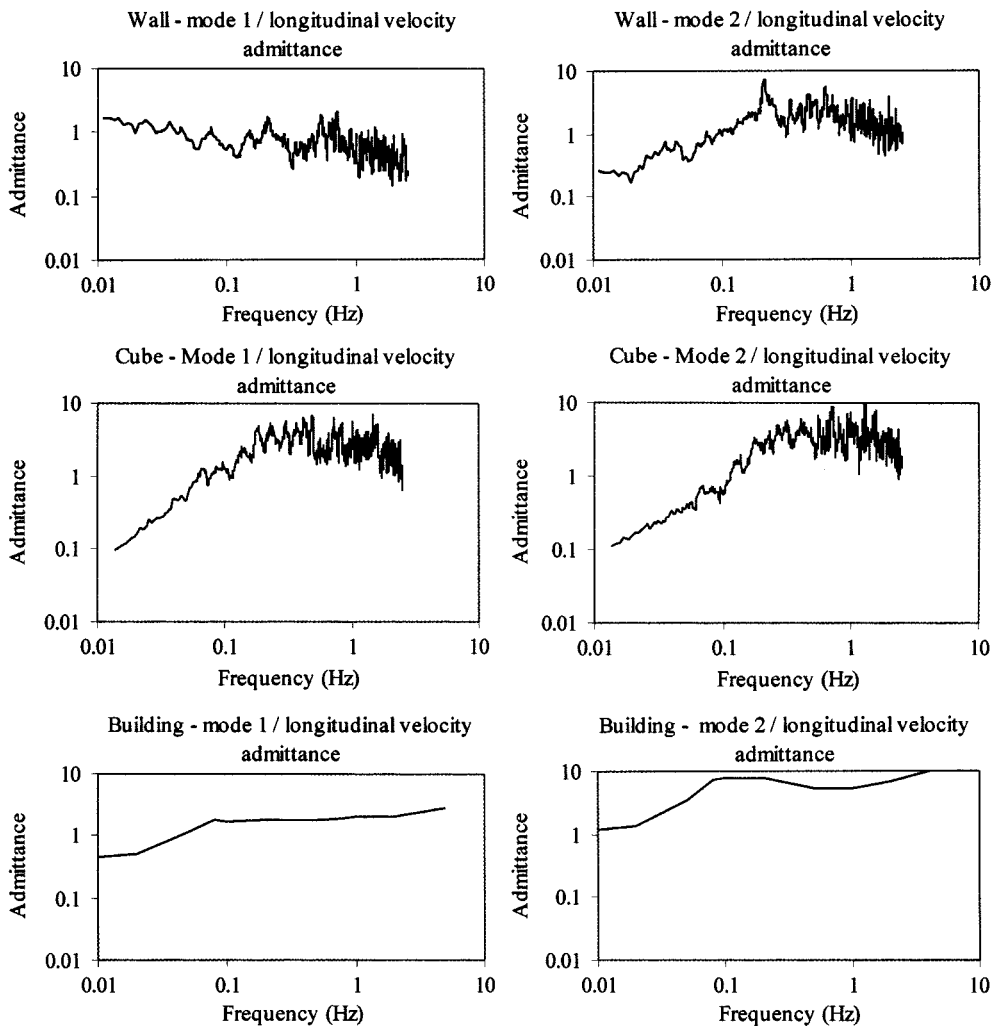 Wall - mode 1 / longitudinal velocity
admittance
10
1
0.1
0.01
Admittance
0.01
0.1
1
10
Frequency (Hz)
Wall - mode 2 / longitudinal velocity
admittance
10
1
0.1
0.01
Admittance
0.01
0.1
1
10
Frequency (Hz)
Cube - Mode 1 / longitudinal velocity
admittance
10
1
0.1
0.01
Admittance
0.01
0.1
1
10
Frequency (Hz)
Cube - Mode 2 / longitudinal velocity
admittance
10
1
0.1
0.01
Admittance
0.01
0.1
1
10
Frequency (Hz)
Building - mode 1 / longitudinal velocity
admittance
10
1
0.1
0.01
Admittance
0.01
0.1
1
10
Frequency (Hz)
Building - mode 2 / longitudinal velocity
admittance
10
1
0.1
0.01
Admittance
0.01
0.1
1
10
Frequency (Hz)